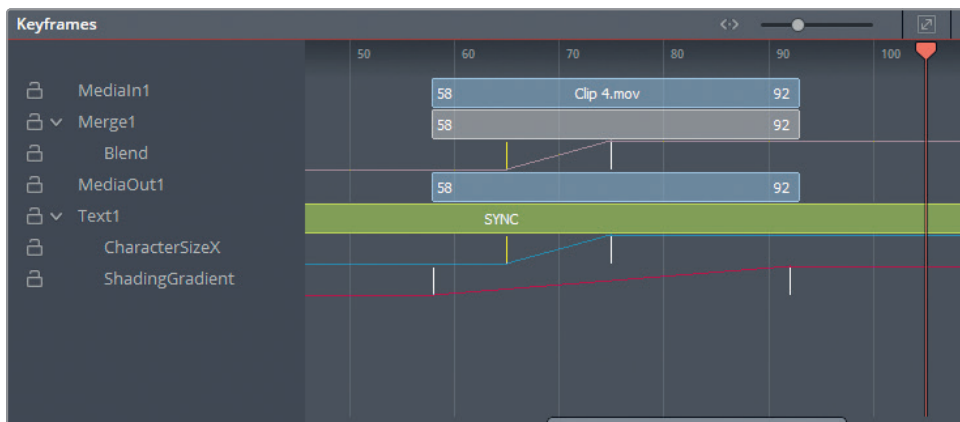 Keyframes
50 60 70 80 90 100
MediaIn1 58 Clip 4.mov 92
Merge1 58 92
Blend
MediaOut1 58 92
Text1 SYNC
CharacterSizeX
ShadingGradient